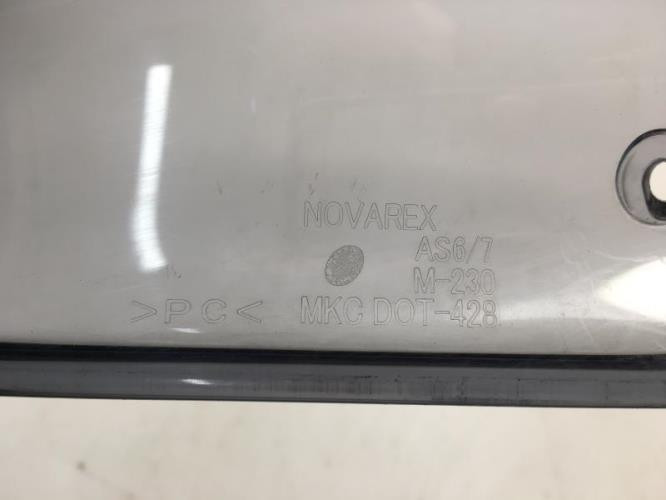 NOVAREX
AS6/7
M-230
>PC< MKC DOT-428